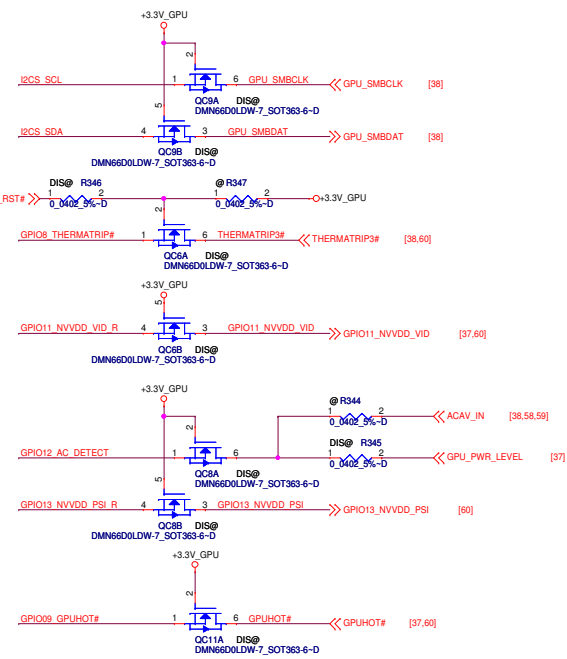 +3.3V_GPU
2
I2CS_SCL 1 6 GPU_SMBCLK GPU_SMBCLK [38]
QC9A DIS@
DMN66D0LDW-7_SOT363-6~D
5
I2CS_SDA 4 3 GPU_SMBDAT GPU_SMBDAT [38]
QC9B DIS@
DMN66D0LDW-7_SOT363-6~D
DIS@ R346 @ R347
_RST# 1 2 1 2 +3.3V_GPU
0_0402_5%~D 0_0402_5%~D
2
GPIO8_THERMATRIP# 1 6 THERMATRIP3# THERMATRIP3# [38,60]
QC6A DIS@
DMN66D0LDW-7_SOT363-6~D
+3.3V_GPU
5
GPIO11_NVVDD_VID_R 4 3 GPIO11_NVVDD_VID GPIO11_NVVDD_VID [37,60]
QC6B DIS@
DMN66D0LDW-7_SOT363-6~D
+3.3V_GPU
@ R344
1 2 ACAV_IN [38,58,59]
0_0402_5%~D
2
DIS@ R345
GPIO12_AC_DETECT 1 6 1 2 GPU_PWR_LEVEL [37]
0_0402_5%~D
QC8A DIS@
DMN66D0LDW-7_SOT363-6~D
5
GPIO13_NVVDD_PSI_R 4 3 GPIO13_NVVDD_PSI GPIO13_NVVDD_PSI [60]
QC8B DIS@
DMN66D0LDW-7_SOT363-6~D
+3.3V_GPU
2
GPIO09_GPUHOT# 1 6 GPUHOT# GPUHOT# [37,60]
QC11A DIS@
DMN66D0LDW-7_SOT363-6~D